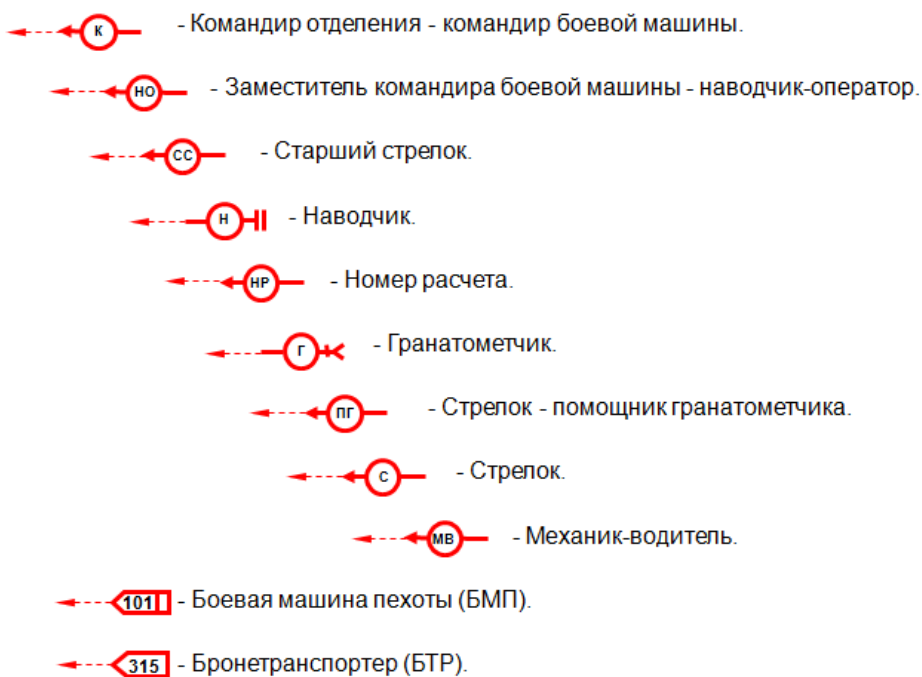 К - Командир отделения - командир боевой машины.
НО - Заместитель командира боевой машины - наводчик-оператор.
СС - Старший стрелок.
Н - Наводчик.
НР - Номер расчета.
Г - Гранатометчик.
ПГ - Стрелок - помощник гранатометчика.
С - Стрелок.
МВ - Механик-водитель.
101 - Боевая машина пехоты (БМП).
315 - Бронетранспортер (БТР).